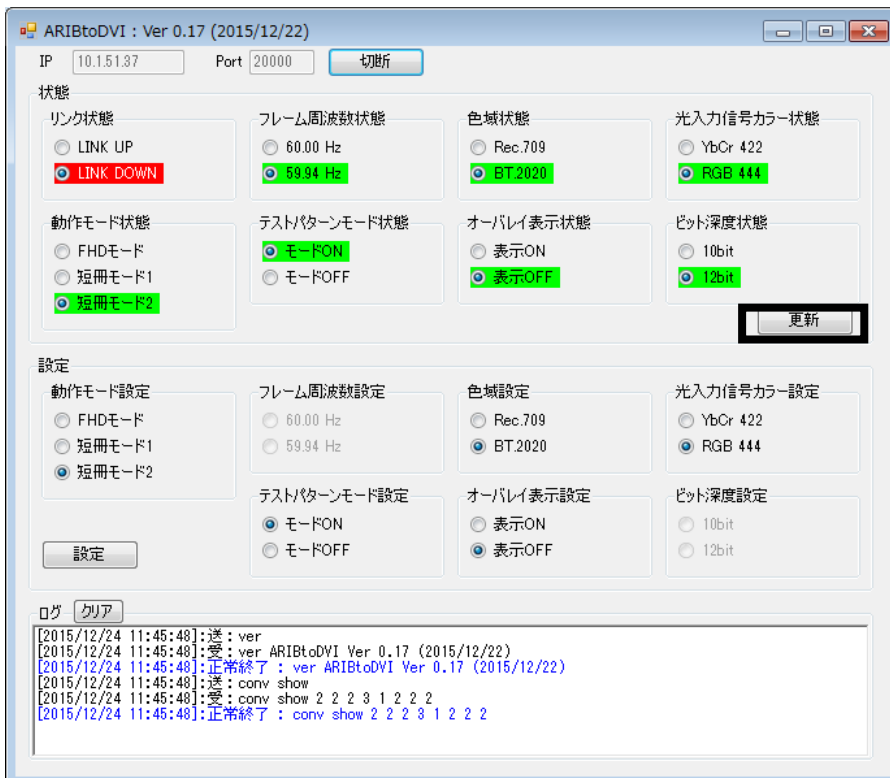 ARIBtoDVI : Ver 0.17 (2015/12/22)
IP 10.1.51.37 Port 20000 切断
状態
リンク状態 フレーム周波数状態 色域状態 光入力信号カラー状態
LINK UP 60.00 Hz Rec.709 YbCr 422
LINK DOWN 59.94 Hz BT.2020 RGB 444
動作モード状態 テストパターンモード状態 オーバレイ表示状態 ビット深度状態
FHDモード モードON 表示ON 10bit
短冊モード1 モードOFF 表示OFF 12bit
短冊モード2
更新
設定
動作モード設定 フレーム周波数設定 色域設定 光入力信号カラー設定
FHDモード 60.00 Hz Rec.709 YbCr 422
短冊モード1 59.94 Hz BT.2020 RGB 444
短冊モード2
テストパターンモード設定 オーバレイ表示設定 ビット深度設定
モードON 表示ON 10bit
設定 モードOFF 表示OFF 12bit
ログ クリア
[2015/12/24 11:45:48]:送 : ver
[2015/12/24 11:45:48]:受 : ver ARIBtoDVI Ver 0.17 (2015/12/22)
[2015/12/24 11:45:48]:正常終了 : ver ARIBtoDVI Ver 0.17 (2015/12/22)
[2015/12/24 11:45:48]:送 : conv show
[2015/12/24 11:45:48]:受 : conv show 2 2 2 3 1 2 2 2
[2015/12/24 11:45:48]:正常終了 : conv show 2 2 2 3 1 2 2 2